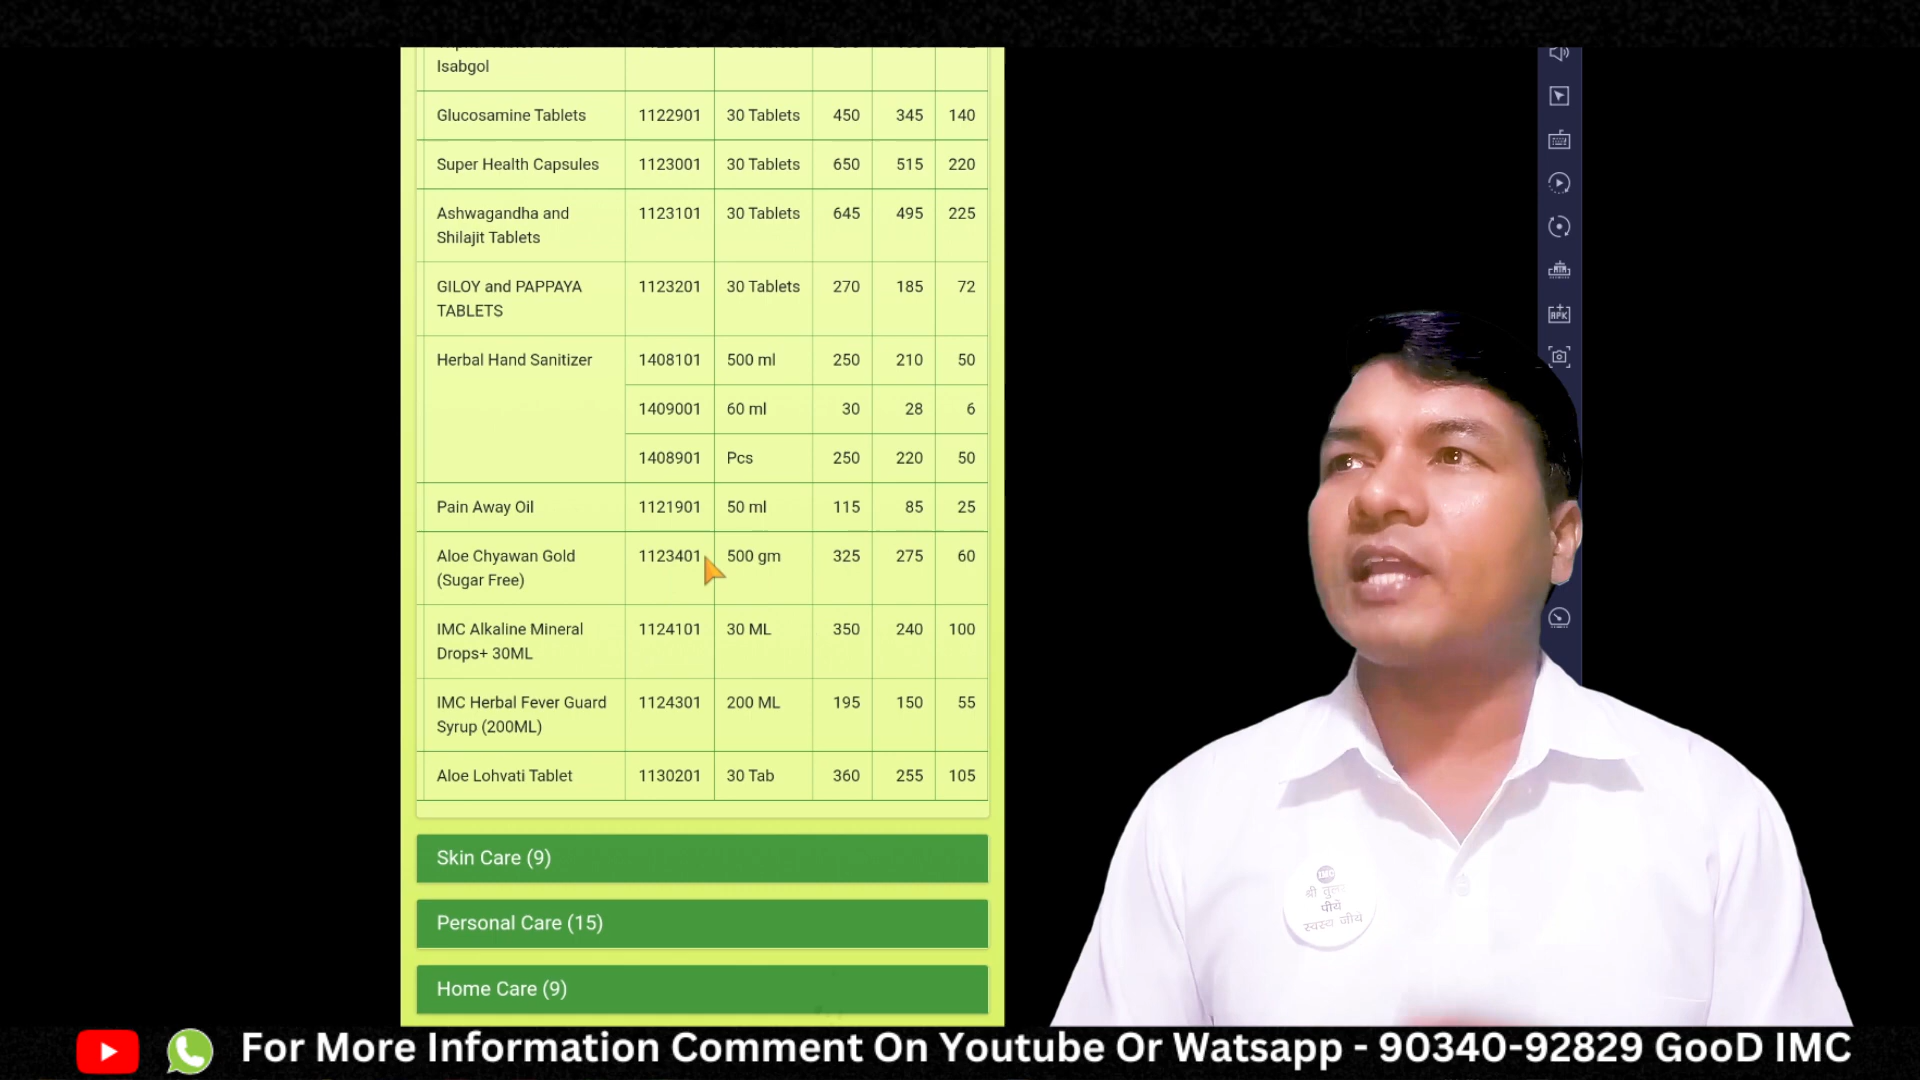 Isabgol
Glucosamine Tablets 1122901 30 Tablets 450 345 140
Super Health Capsules 1123001 30 Tablets 650 515 220
Ashwagandha and
Shilajit Tablets 1123101 30 Tablets 645 495 225
GILOY and PAPPAYA
TABLETS 1123201 30 Tablets 270 185 72
Herbal Hand Sanitizer 1408101 500 ml 250 210 50
1409001 60 ml 30 28 6
1408901 Pcs 250 220 50
Pain Away Oil 1121901 50 ml 115 85 25
Aloe Chyawan Gold
(Sugar Free) 1123401 500 gm 325 275 60
IMC Alkaline Mineral
Drops+ 30ML 1124101 30 ML 350 240 100
IMC Herbal Fever Guard
Syrup (200ML) 1124301 200 ML 195 150 55
Aloe Lohvati Tablet 1130201 30 Tab 360 255 105
Skin Care (9)
Personal Care (15)
Home Care (9)
IMC
श्री
पीयें
स्वस्थ जीयें
For More Information Comment On Youtube Or Watsapp - 90340-92829 GooD IMC